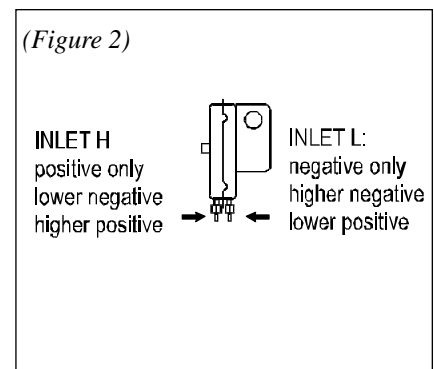 (Figure 2)
INLET H
positive only
lower negative
higher positive
INLET L:
negative only
higher negative
lower positive